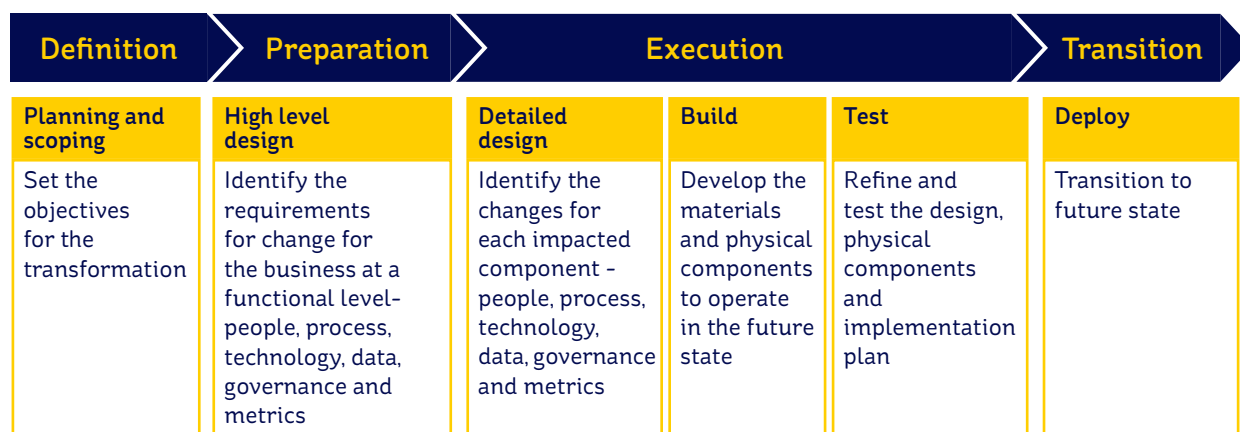 Definition
Preparation
Execution
Transition
Planning and
scoping
Set the
objectives
for the
transformation
High level
design
Identify the
requirements
for change for
the business at a
functional level-
people, process,
technology, data,
governance and
metrics
Detailed
design
Identify the
changes for
each impacted
component -
people, process,
technology,
data, governance
and metrics
Build
Develop the
materials
and physical
components
to operate
in the future
state
Test
Refine and
test the design,
physical
components
and
implementation
plan
Deploy
Transition to
future state